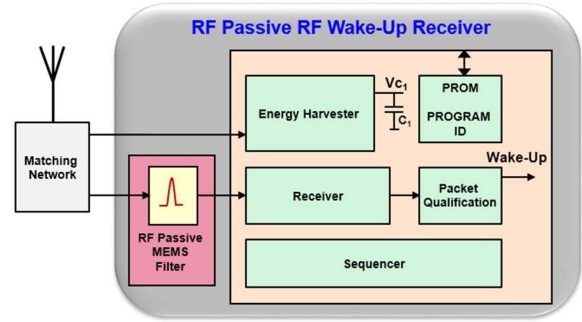 RF Passive RF Wake-Up Receiver
Energy Harvester
Vc1
C1
PROM
PROGRAM
ID
Matching
Network
Wake-Up
Receiver
Packet
Qualification
RF Passive
MEMS
Filter
Sequencer